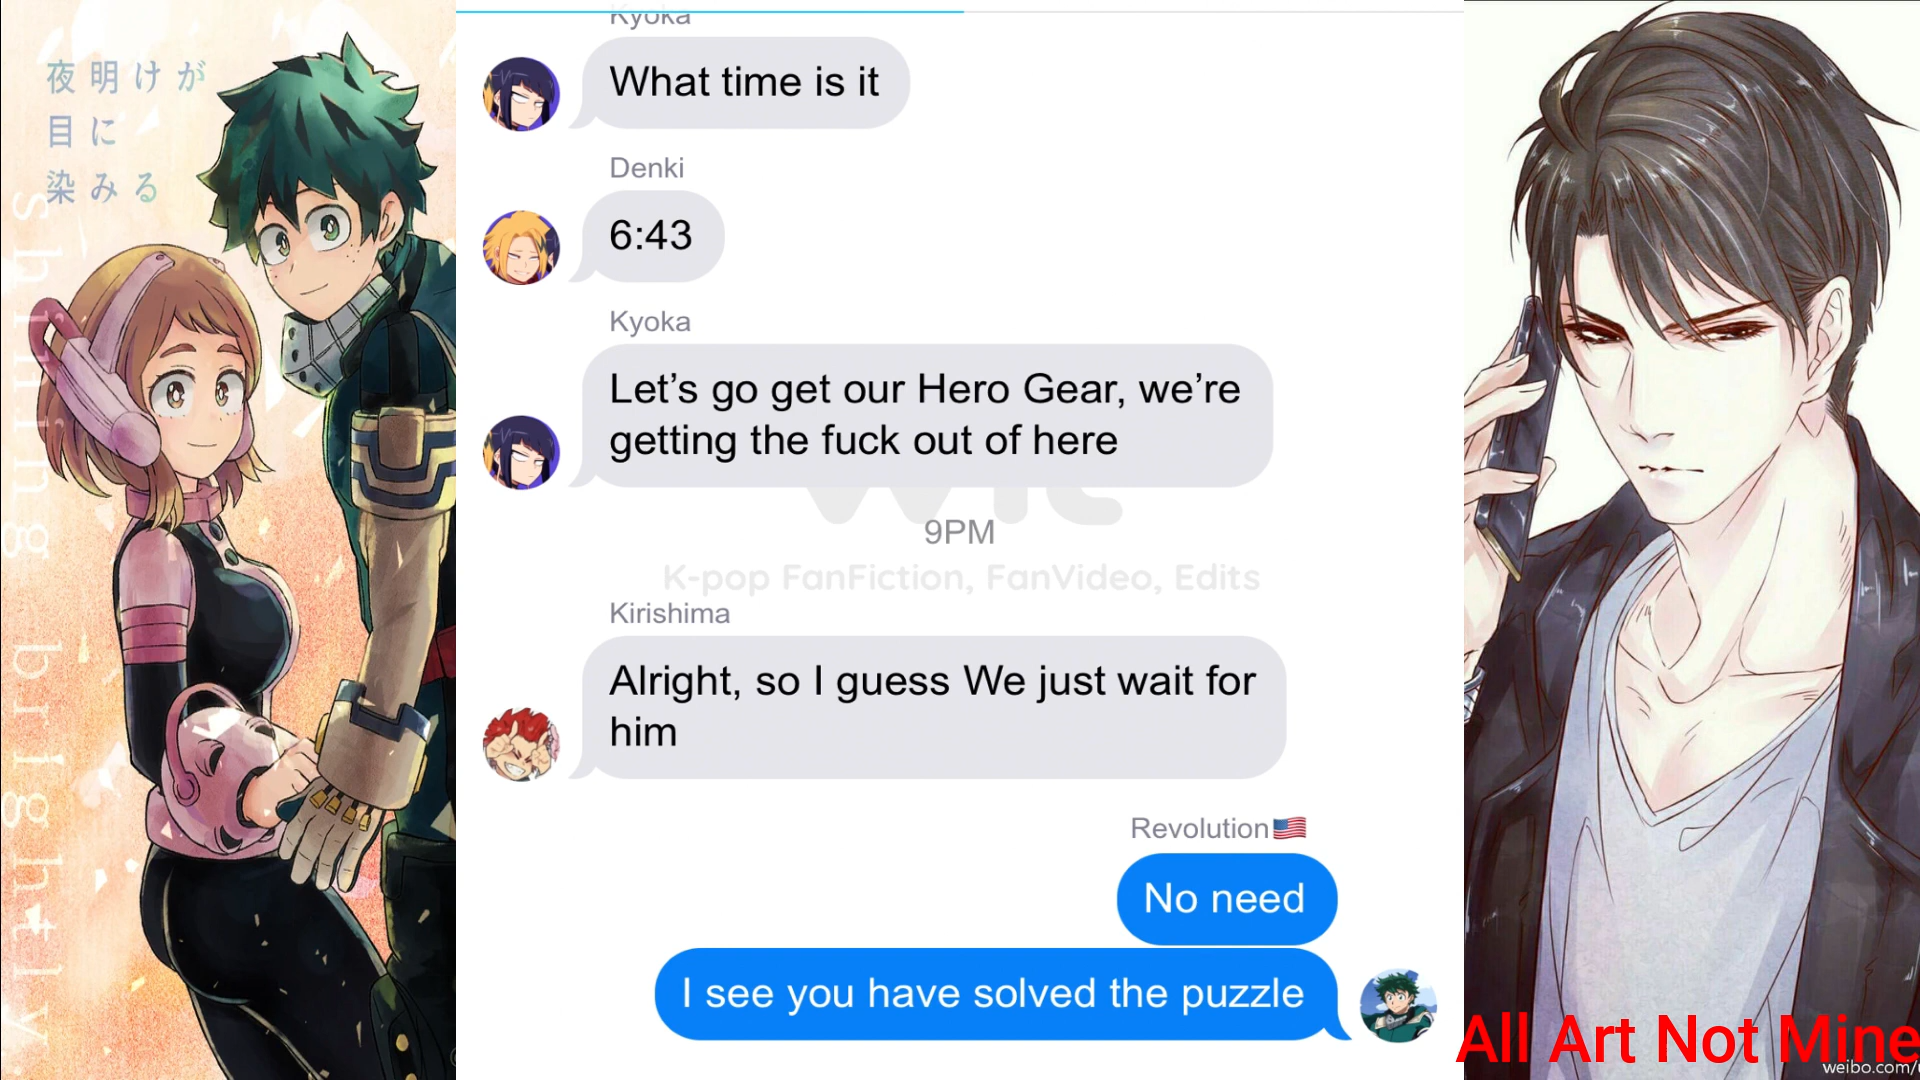 夜明けが
目に
染みる
shining brightly.
Kyoka
What time is it
Denki
6:43
Kyoka
Let’s go get our Hero Gear, we’re
getting the fuck out of here
9PM
K-pop FanFiction, FanVideo, Edits
Kirishima
Alright, so I guess We just wait for
him
Revolution🇺🇸
No need
I see you have solved the puzzle
All Art Not Mine
weibo.com/